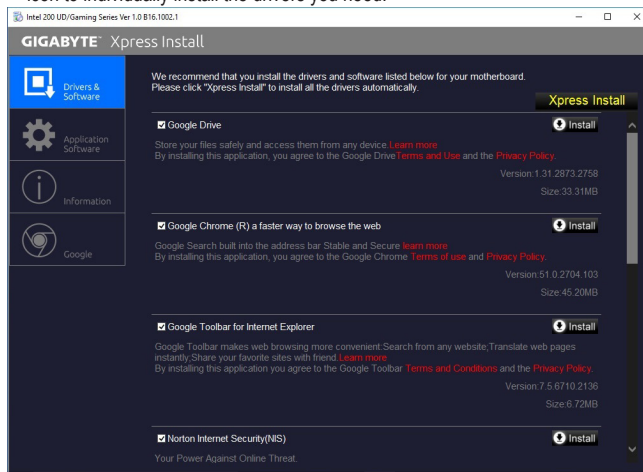 icon to individually install the drivers you need.
Intel 200 UD/Gaming Series Ver 1.0 B16.1002.1
GIGABYTE™ Xpress Install
Drivers &
Software
Application
Software
Information
Google
We recommend that you install the drivers and software listed below for your motherboard.
Please click "Xpress Install" to install all the drivers automatically.
Xpress Install
Google Drive
Install
Store your files safely and access them from any device.Learn more
By installing this application, you agree to the Google DriveTerms and Use and the Privacy Policy.
Version:1.31.2873.2758
Size:33.31MB
Google Chrome (R) a faster way to browse the web
Install
Google Search built into the address bar Stable and Secure learn more
By installing this application, you agree to the Google Chrome Terms of use and Privacy Policy.
Version:51.0.2704.103
Size:45.20MB
Google Toolbar for Internet Explorer
Install
Google Toolbar makes web browsing more convenient:Search from any website;Translate web pages
instantly;Share your favorite sites with friend.Learn more
By installing this application you agree to the Google Toolbar Terms and Conditions and the Privacy Policy.
Version:7.5.6710.2136
Size:6.72MB
Norton Internet Security(NIS)
Install
Your Power Against Online Threat.